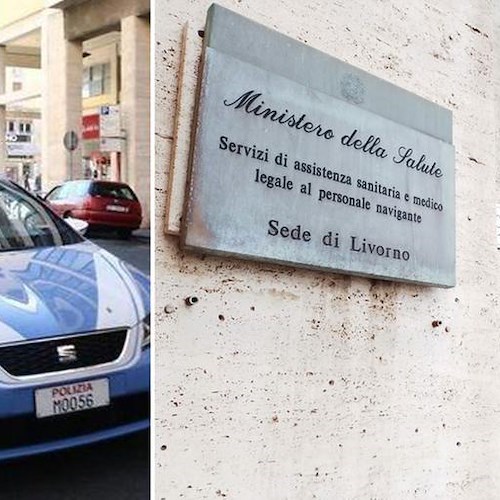 POLIZIA
M0056
Ministero della Salute
Servizi di assistenza sanitaria e medico
legale al personale navigante
Sede di Livorno